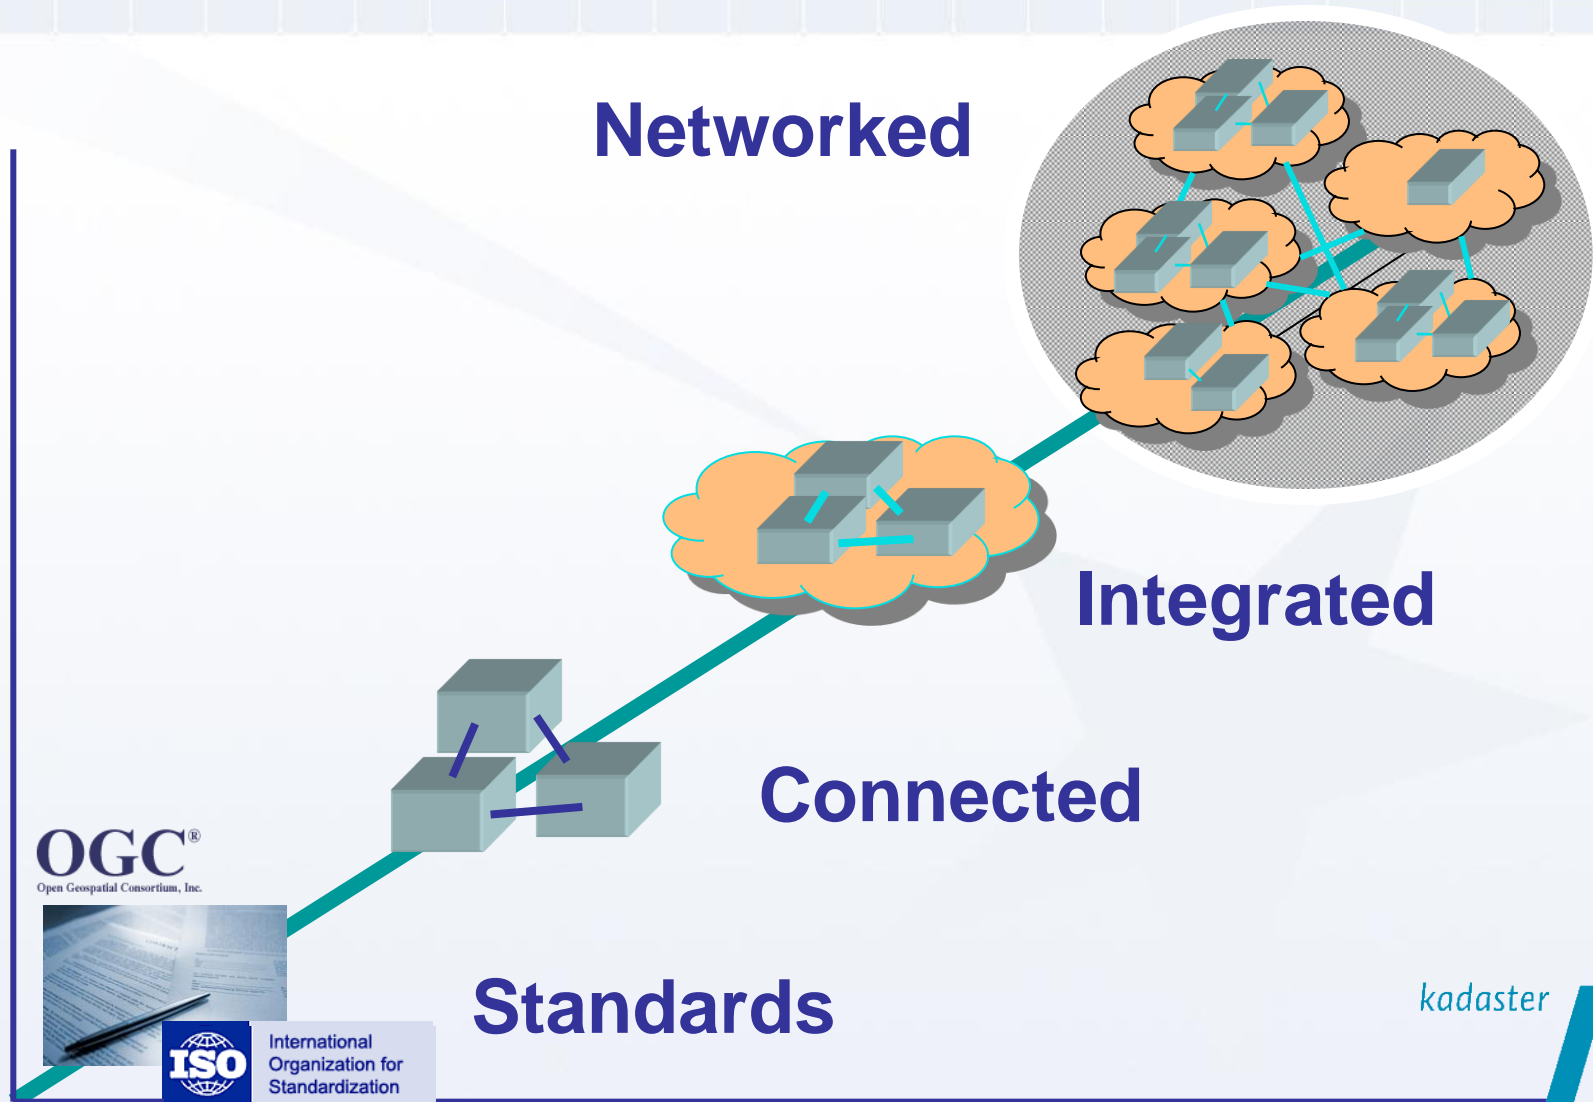 Networked
Integrated
Connected
OGC®
Open Geospatial Consortium, Inc.
Standards
kadaster
ISO
International
Organization for
Standardization